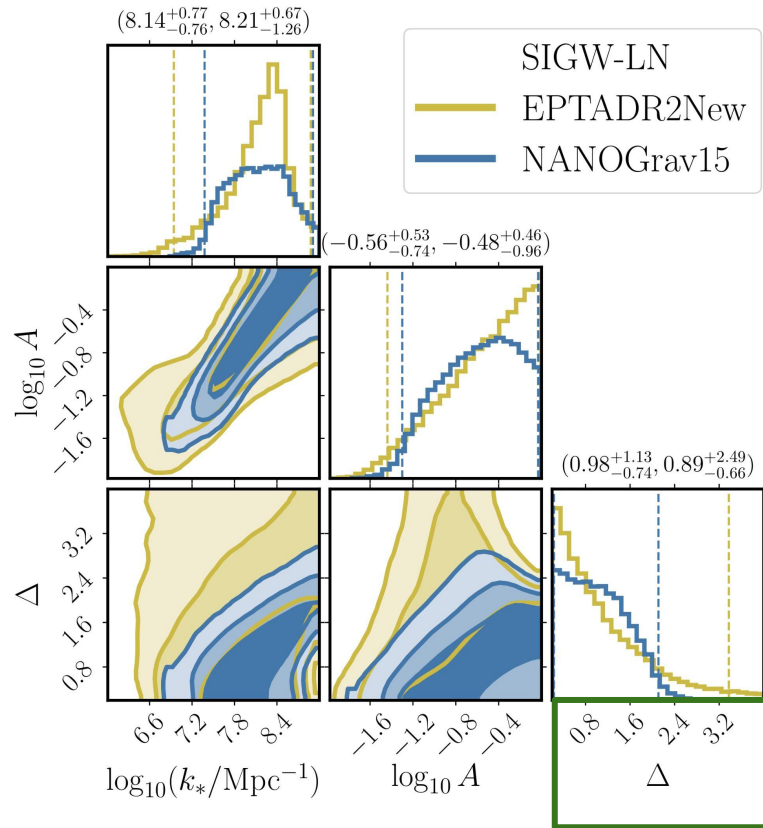 (8.14^{+0.77}_{-0.76}, 8.21^{+0.67}_{-1.26})
SIGW-LN
EPTADR2New
NANOGrav15
(−0.56^{+0.53}_{-0.74}, −0.48^{+0.46}_{-0.96})
log₁₀ A
−0.4
−0.8
−1.2
−1.6
(0.98^{+1.13}_{-0.74}, 0.89^{+2.49}_{-0.66})
Δ
3.2
2.4
1.6
0.8
6.6 7.2 7.8 8.4
−1.6 −1.2 −0.8 −0.4
0.8 1.6 2.4 3.2
log₁₀(k_*/Mpc⁻¹)
log₁₀ A
Δ